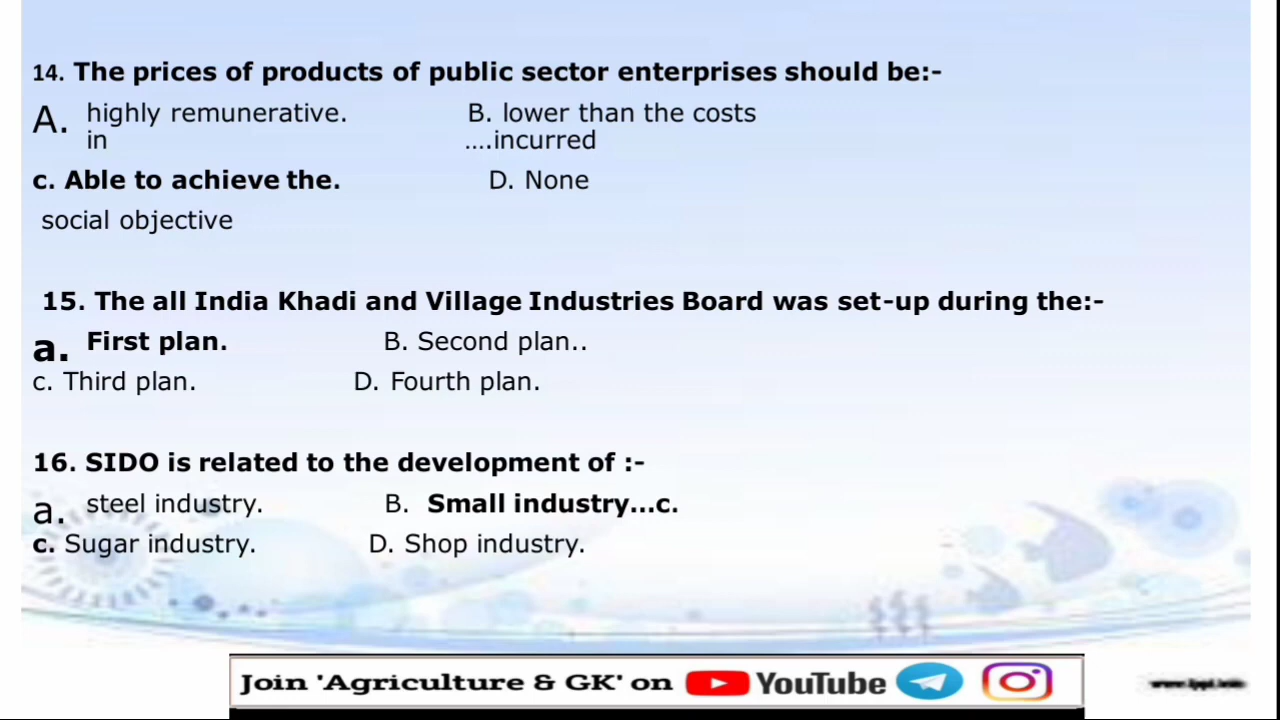 14. The prices of products of public sector enterprises should be:-
A. highly remunerative. B. lower than the costs
in ....incurred
c. Able to achieve the. D. None
social objective
15. The all India Khadi and Village Industries Board was set-up during the:-
a. First plan. B. Second plan..
c. Third plan. D. Fourth plan.
16. SIDO is related to the development of :-
a. steel industry. B. Small industry...c.
c. Sugar industry. D. Shop industry.
Join 'Agriculture & GK' on YouTube